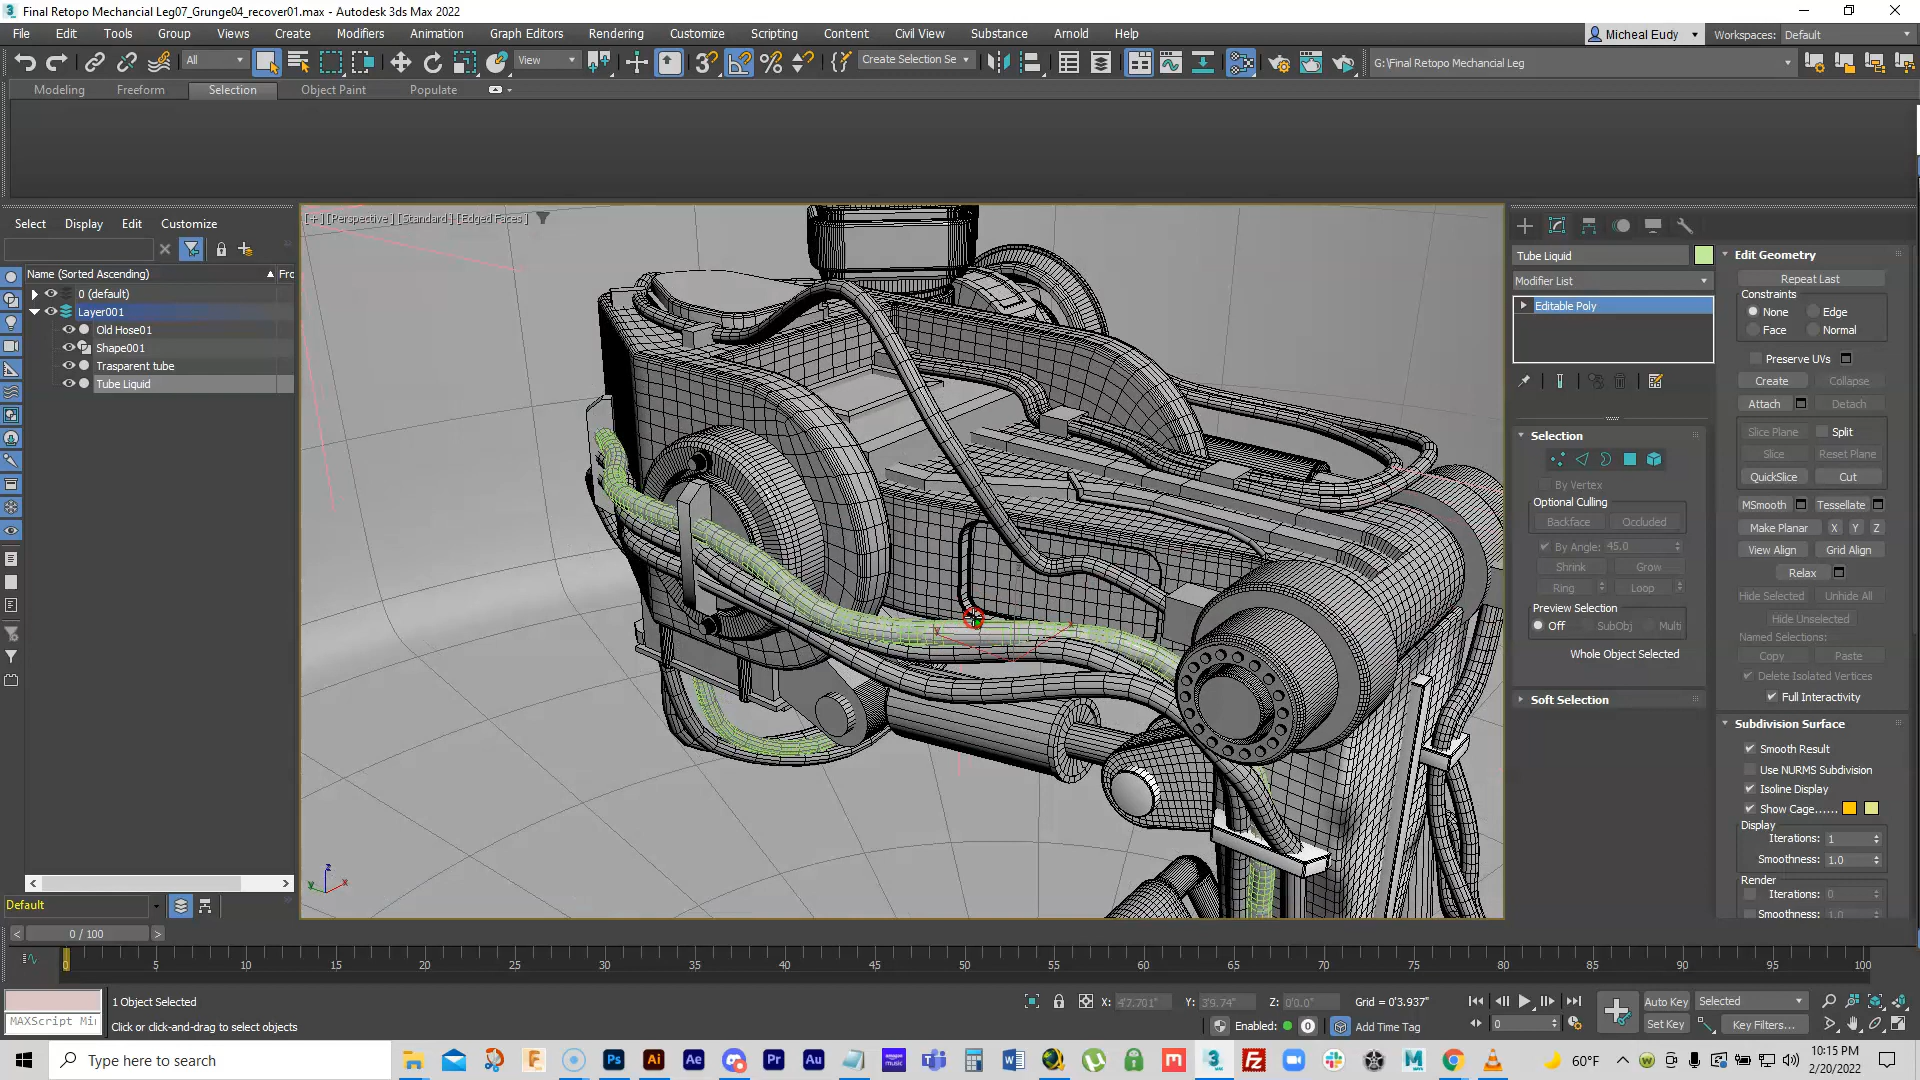 Final Retopo Mechancial Leg07_Grunge04_recover01.max - Autodesk 3ds Max 2022
File Edit Tools Group Views Create Modifiers Animation Graph Editors Rendering Customize Scripting Content Civil View Substance Arnold Help
Micheal Eudy Workspaces: Default
All View Create Selection Se G:\Final Retopo Mechancial Leg
Modeling Freeform Selection Object Paint Populate
Select Display Edit Customize
Name (Sorted Ascending) Fro
0 (default)
Layer001
Old Hose01
Shape001
Trasparent tube
Tube Liquid
[+] [Perspective] [Standard] [Edged Faces]
Tube Liquid
Modifier List
Editable Poly
Selection
By Vertex
Optional Culling
Backface Occluded
By Angle: 45.0
Shrink Grow
Ring Loop
Preview Selection
Off SubObj Multi
Whole Object Selected
Soft Selection
Edit Geometry
Repeat Last
Constraints
None Edge
Face Normal
Preserve UVs
Create Collapse
Attach Detach
Slice Plane Split
Slice Reset Plane
QuickSlice Cut
MSmooth Tessellate
Make Planar X Y Z
View Align Grid Align
Relax
Hide Selected Unhide All
Hide Unselected
Named Selections:
Copy Paste
Delete Isolated Vertices
Full Interactivity
Subdivision Surface
Smooth Result
Use NURMS Subdivision
Isoline Display
Show Cage......
Display
Iterations: 1
Smoothness: 1.0
Render
Iterations: 0
Smoothness: 1.0
Default
0 / 100
0 5 10 15 20 25 30 35 40 45 50 55 60 65 70 75 80 85 90 95 100
1 Object Selected
X: 4'7.701" Y: 3'9.74" Z: 0'0.0" Grid = 0'3.937"
Auto Key Selected
MAXScript Mi
Click or click-and-drag to select objects
Enabled: 0 Add Time Tag
0
Set Key Key Filters...
Type here to search
60°F
10:15 PM
2/20/2022